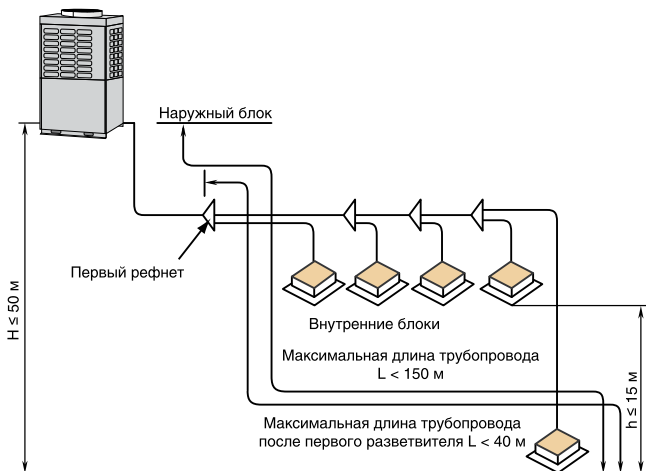 Наружный блок
Первый рефнет
Внутренние блоки
Максимальная длина трубопровода
L < 150 м
Максимальная длина трубопровода
после первого разветвителя L < 40 м
H ≤ 50 м
h ≤ 15 м